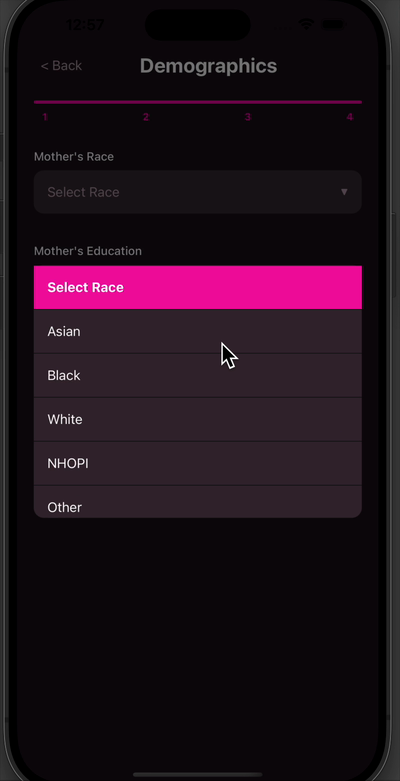 12:57
< Back
Demographics
1 2 3 4
Mother's Race
Select Race ▼
Mother's Education
Select Race
Asian
Black
White
NHOPI
Other